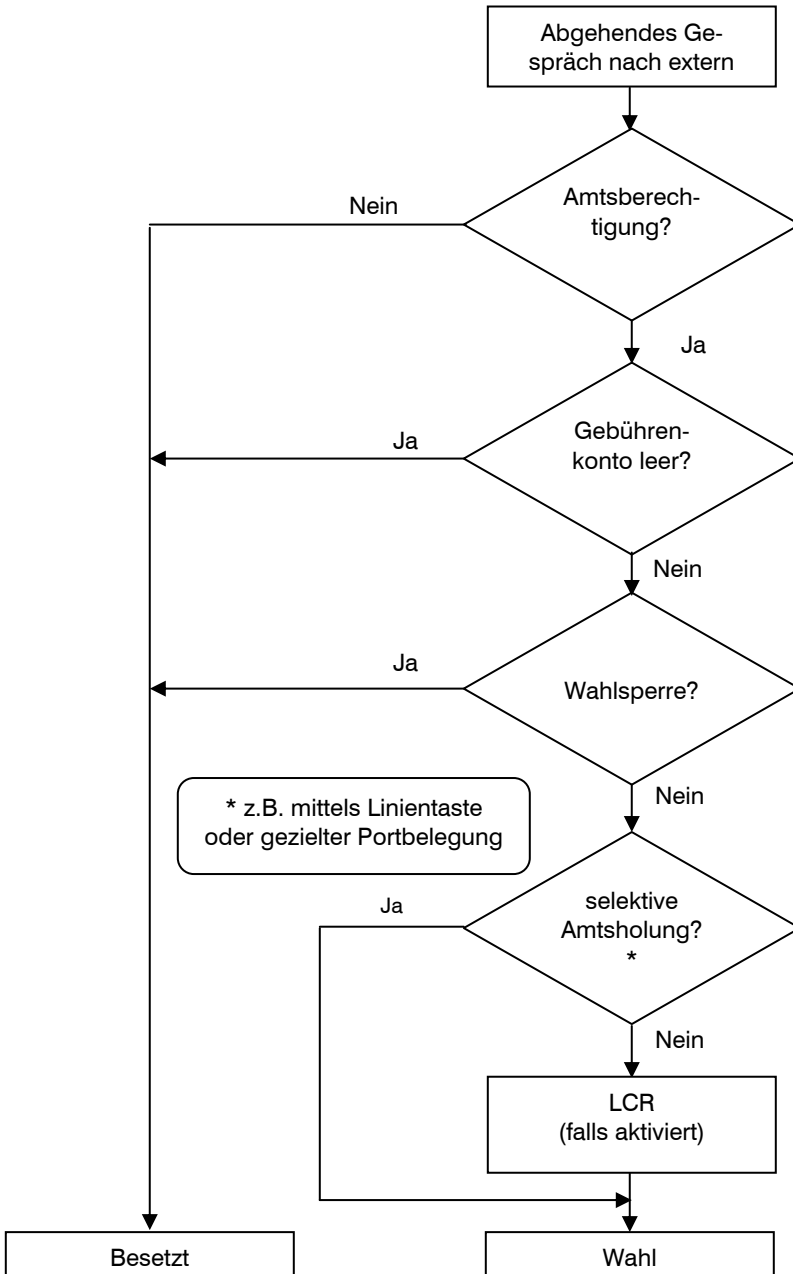 Abgehendes Ge-
spräch nach extern
Amtsberech-
tigung?
Nein
Ja
Gebühren-
konto leer?
Ja
Nein
Wahlsperre?
Ja
Nein
* z.B. mittels Linientaste
oder gezielter Portbelegung
selektive
Amtsholung?
*
Ja
Nein
LCR
(falls aktiviert)
Besetzt
Wahl